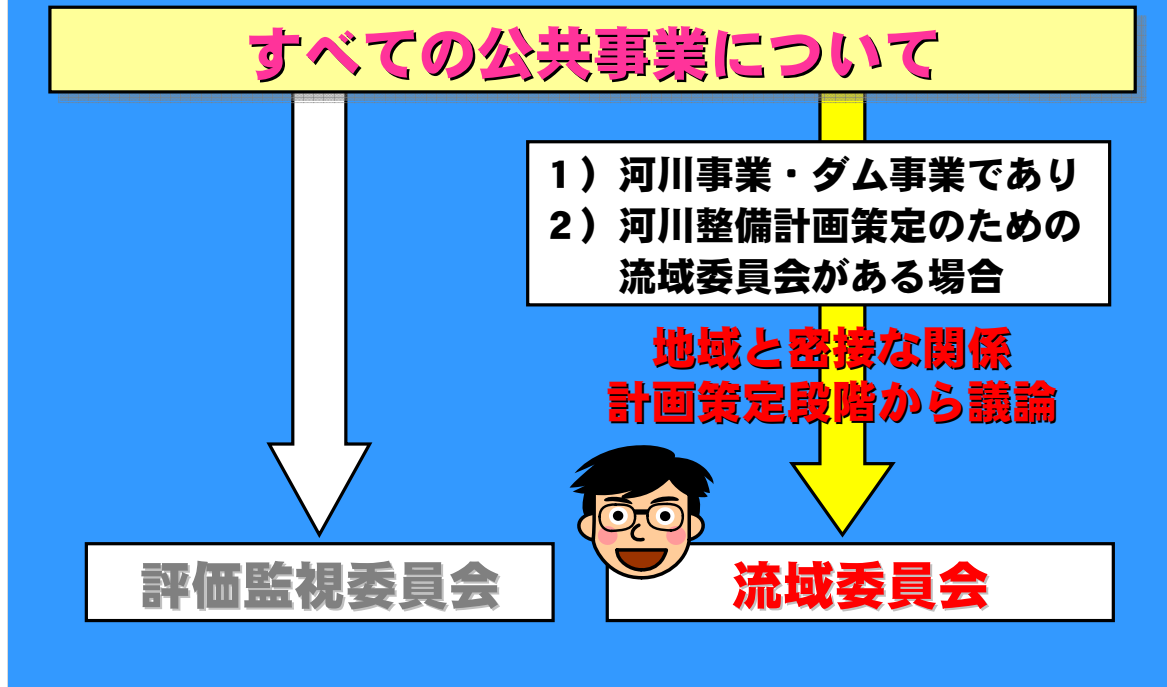 すべての公共事業について
１）河川事業・ダム事業であり
２）河川整備計画策定のための
流域委員会がある場合
地域と密接な関係
計画策定段階から議論
評価監視委員会
流域委員会